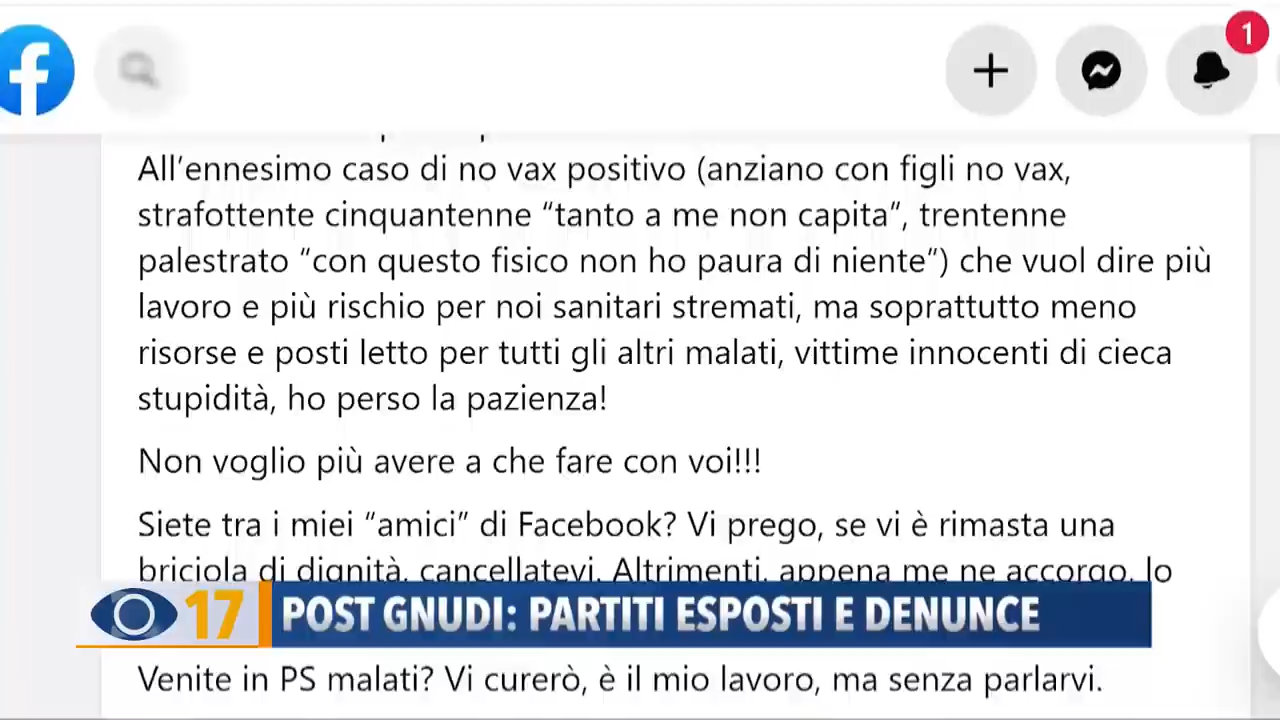 1
All’ennesimo caso di no vax positivo (anziano con figli no vax,
strafottente cinquantenne “tanto a me non capita”, trentenne
palestrato “con questo fisico non ho paura di niente”) che vuol dire più
lavoro e più rischio per noi sanitari stremati, ma soprattutto meno
risorse e posti letto per tutti gli altri malati, vittime innocenti di cieca
stupidità, ho perso la pazienza!
Non voglio più avere a che fare con voi!!!
Siete tra i miei “amici” di Facebook? Vi prego, se vi è rimasta una
briciola di dignità, cancellatevi. Altrimenti, appena me ne accorgo, lo
17
POST GNUDI: PARTITI ESPOSTI E DENUNCE
Venite in PS malati? Vi curerò, è il mio lavoro, ma senza parlarvi.